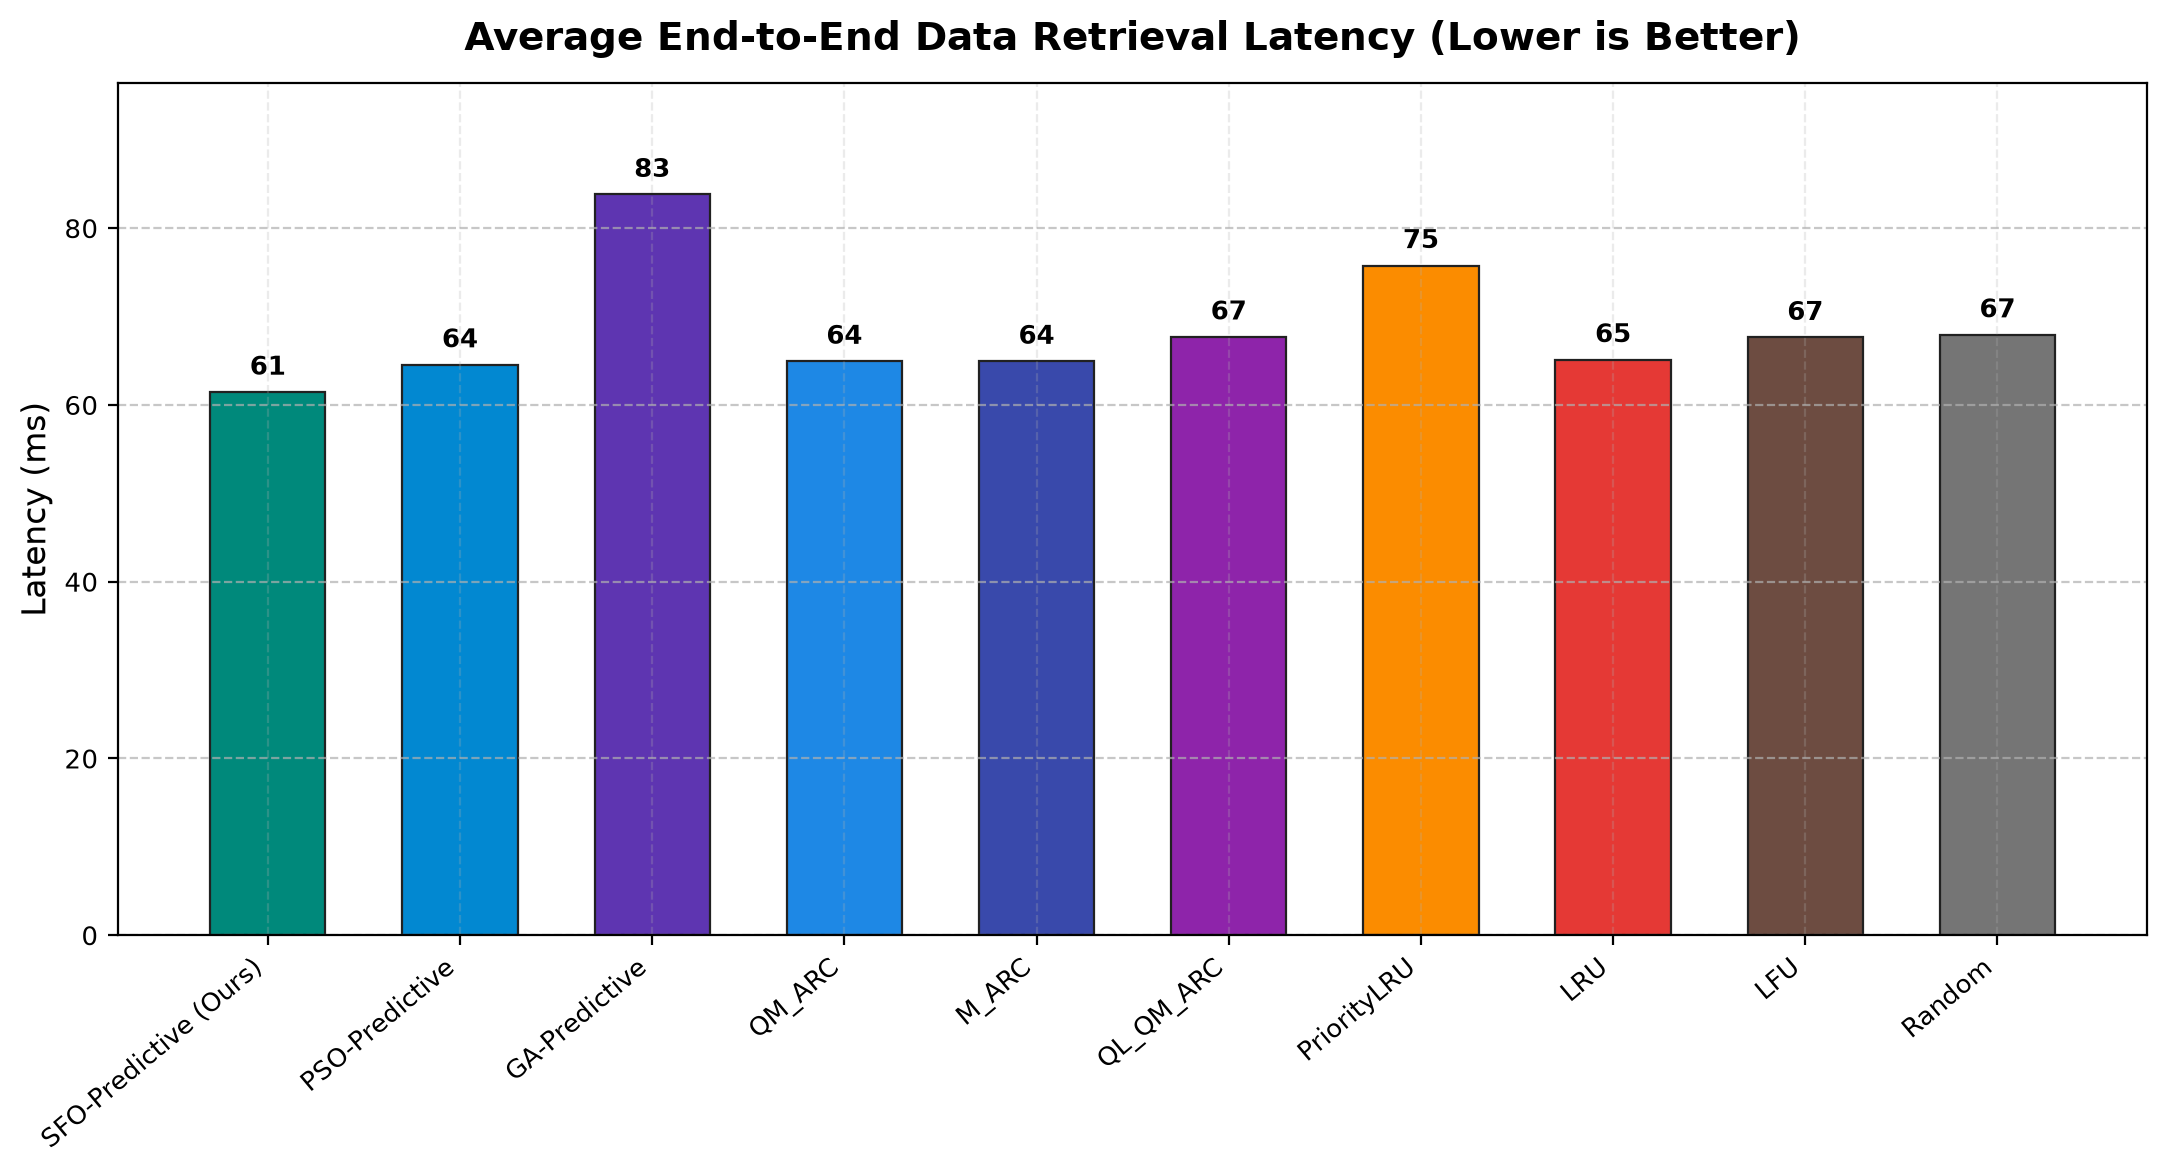 Average End-to-End Data Retrieval Latency (Lower is Better)
Latency (ms)
80
60
40
20
0
61
64
83
64
64
67
75
65
67
67
SFO-Predictive (Ours)
PSO-Predictive
GA-Predictive
QM_ARC
M_ARC
QL_QM_ARC
PriorityLRU
LRU
LFU
Random